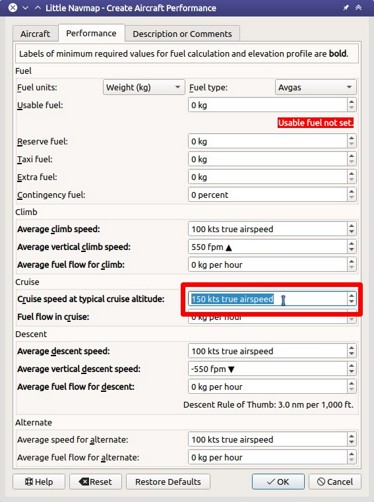 Little Navmap - Create Aircraft Performance
Aircraft Performance Description or Comments
Labels of minimum required values for fuel calculation and elevation profile are bold.
Fuel
Fuel units: Weight (kg) Fuel type: Avgas
Usable fuel: 0 kg
Usable fuel not set.
Reserve fuel: 0 kg
Taxi fuel: 0 kg
Extra fuel: 0 kg
Contingency fuel: 0 percent
Climb
Average climb speed: 100 kts true airspeed
Average vertical climb speed: 550 fpm ▲
Average fuel flow for climb: 0 kg per hour
Cruise
Cruise speed at typical cruise altitude: 150 kts true airspeed
Fuel flow in cruise: 0 kg per hour
Descent
Average descent speed: 100 kts true airspeed
Average vertical descent speed: -550 fpm ▼
Average fuel flow for descent: 0 kg per hour
Descent Rule of Thumb: 3.0 nm per 1,000 ft.
Alternate
Average speed for alternate: 100 kts true airspeed
Average fuel flow for alternate: 0 kg per hour
Help Reset Restore Defaults OK Cancel